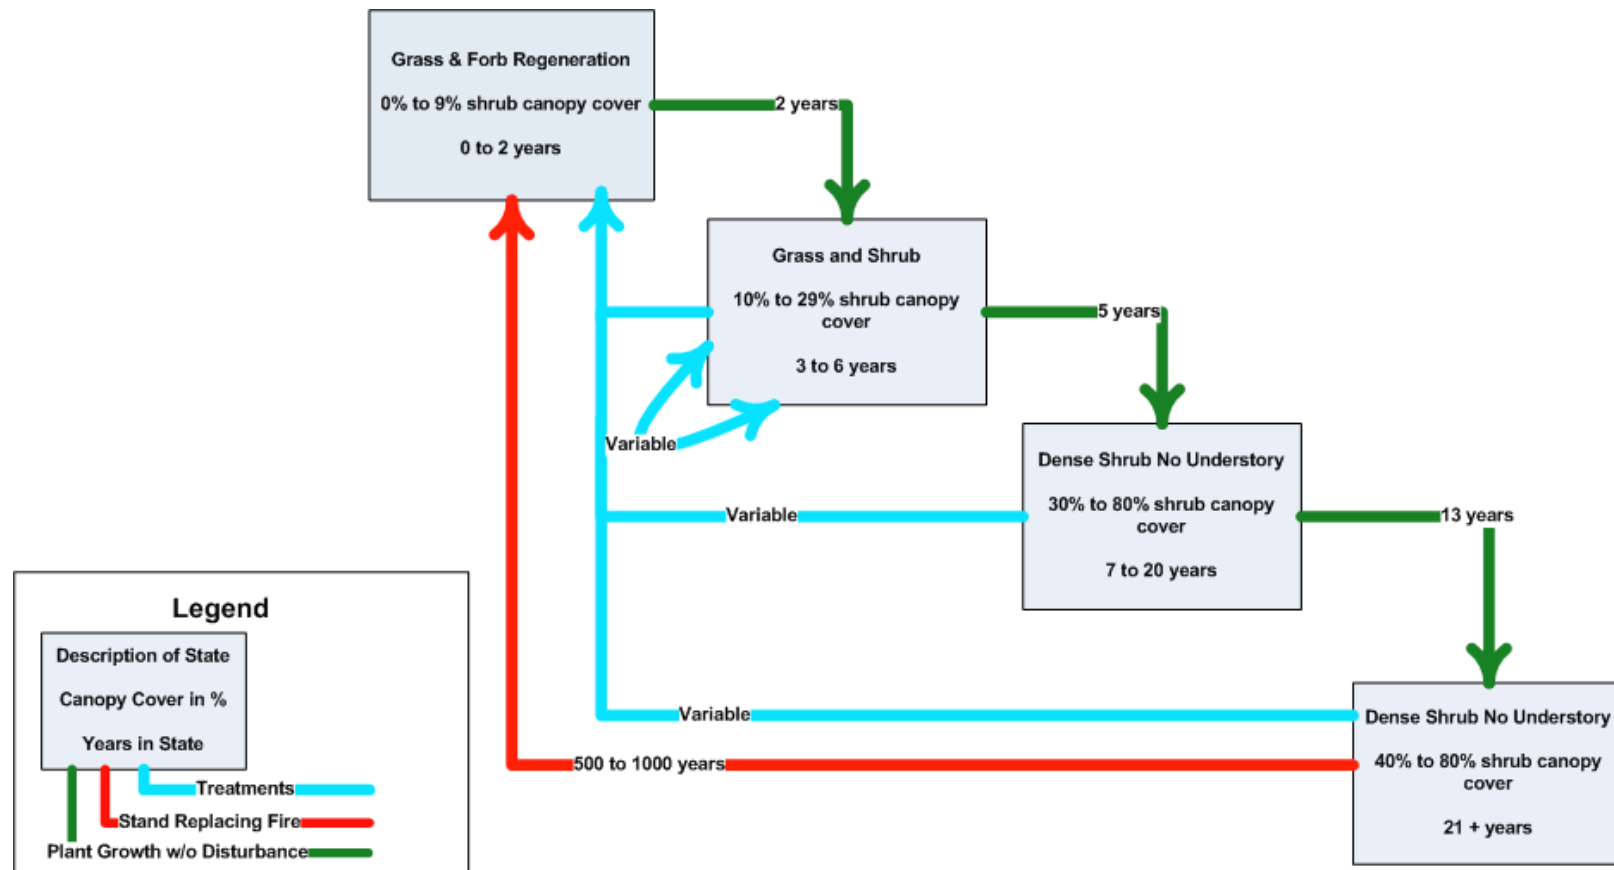 Grass & Forb Regeneration
0% to 9% shrub canopy cover
0 to 2 years
2 years
Grass and Shrub
10% to 29% shrub canopy
cover
3 to 6 years
5 years
Variable
Dense Shrub No Understory
30% to 80% shrub canopy
cover
7 to 20 years
Variable
13 years
Dense Shrub No Understory
40% to 80% shrub canopy
cover
21 + years
Variable
500 to 1000 years
Legend
Description of State
Canopy Cover in %
Years in State
Treatments
Stand Replacing Fire
Plant Growth w/o Disturbance